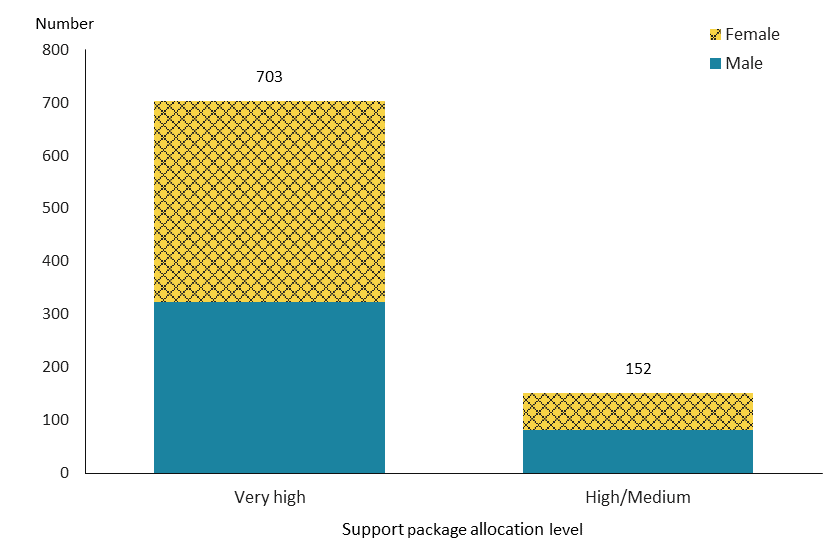 Number
Female
Male
800
700
600
500
400
300
200
100
0
703
152
Very high
High/Medium
Support package allocation level